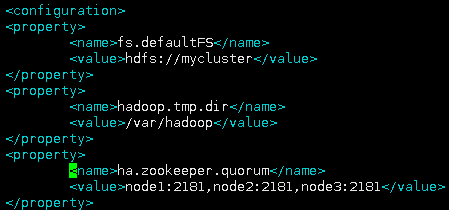 <configuration>
<property>
<name>fs.defaultFS</name>
<value>hdfs://mycluster</value>
</property>
<property>
<name>hadoop.tmp.dir</name>
<value>/var/hadoop</value>
</property>
<property>
<name>ha.zookeeper.quorum</name>
<value>node1:2181,node2:2181,node3:2181</value>
</property>